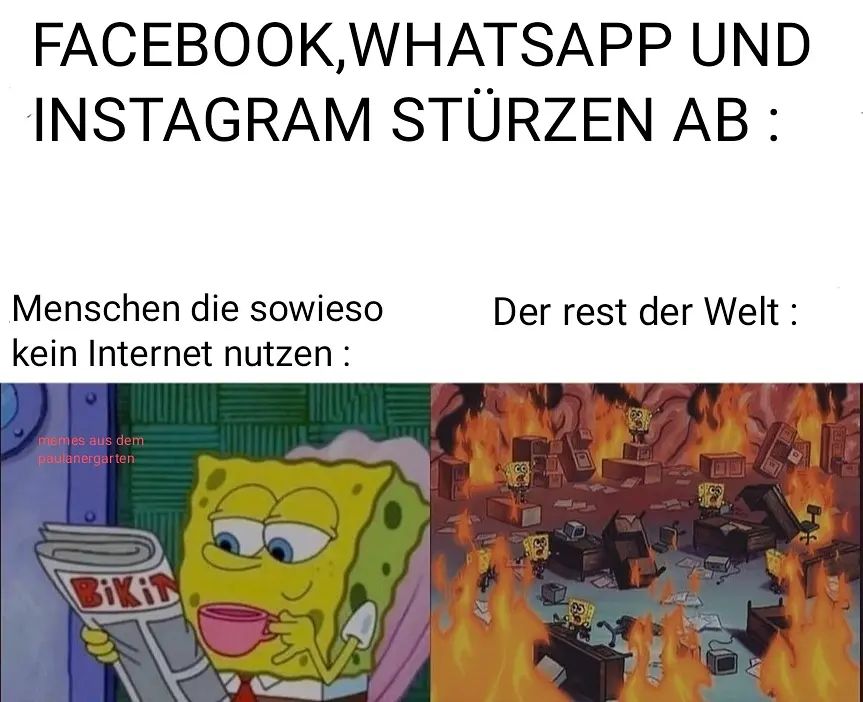 FACEBOOK,WHATSAPP UND
INSTAGRAM STÜRZEN AB :
Menschen die sowieso
kein Internet nutzen :
Der rest der Welt :
memes aus dem
paulanergarten
BiKiN